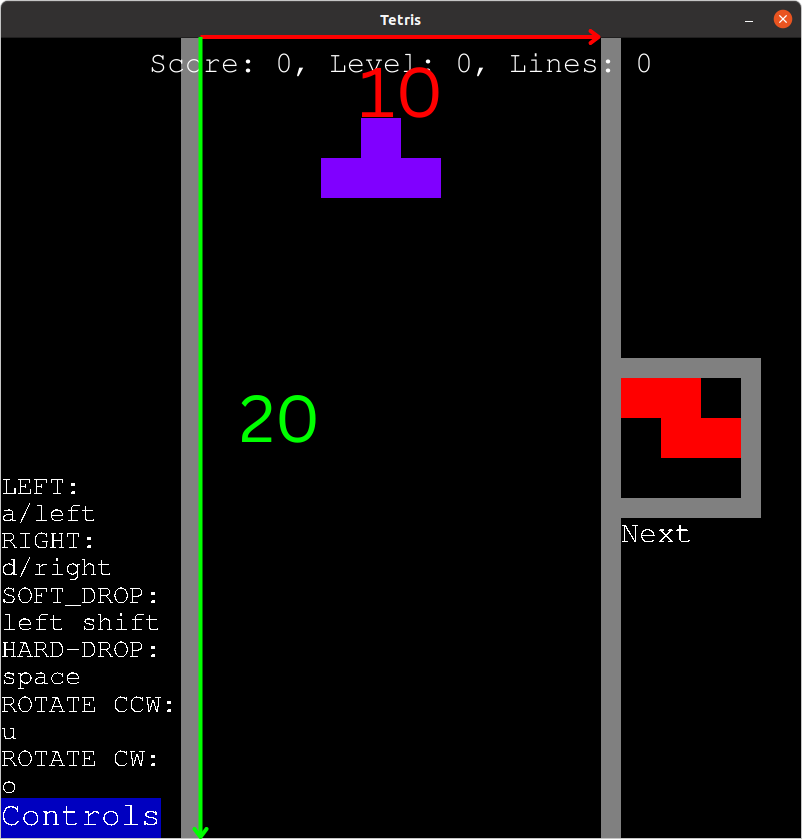 Tetris
Score: 0, Level: 0, Lines: 0
10
20
LEFT:
a/left
RIGHT:
d/right
SOFT_DROP:
left shift
HARD-DROP:
space
ROTATE CCW:
u
ROTATE CW:
o
Controls
Next